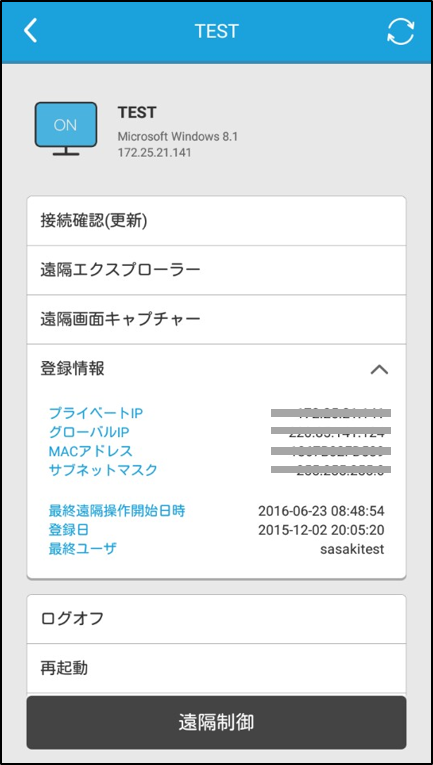 TEST
ON
TEST
Microsoft Windows 8.1
172.25.21.141
接続確認(更新)
遠隔エクスプローラー
遠隔画面キャプチャー
登録情報
プライベートIP
グローバルIP
MACアドレス
サブネットマスク
最終遠隔操作開始日時 2016-06-23 08:48:54
登録日 2015-12-02 20:05:20
最終ユーザ sasakitest
ログオフ
再起動
遠隔制御